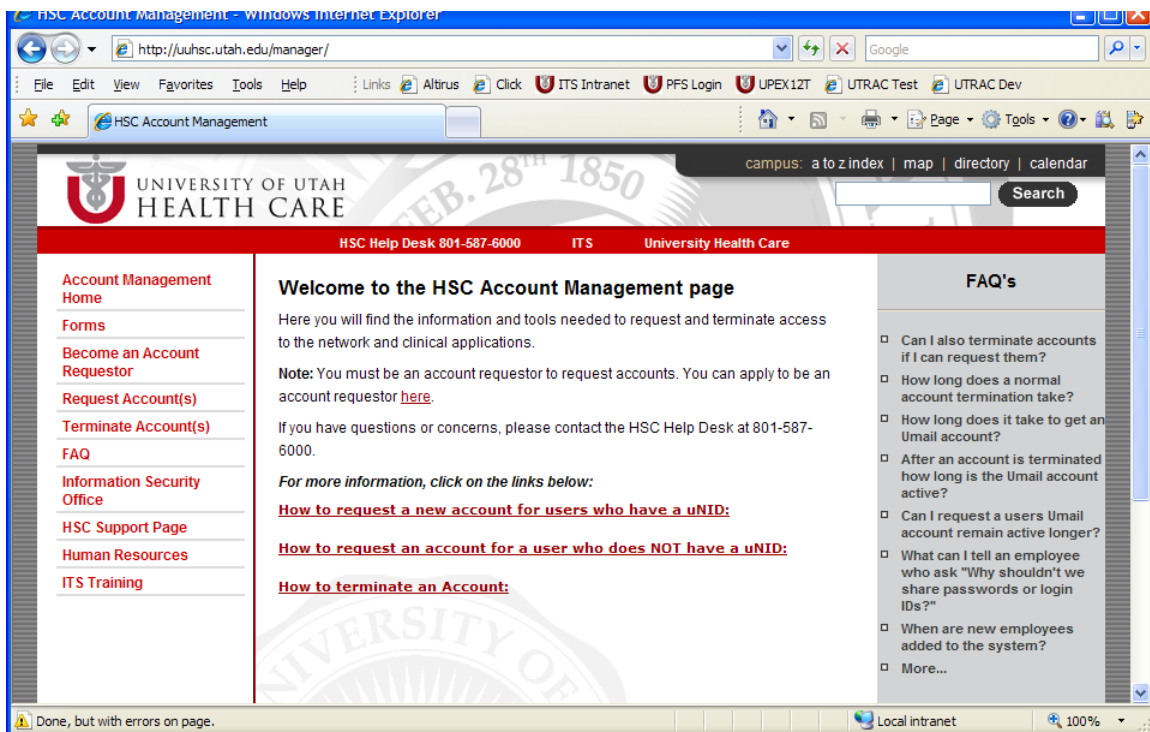 HSC Account Management - Windows Internet Explorer
http://uuhsc.utah.edu/manager/
Google
File Edit View Favorites Tools Help Links Altirus Click ITS Intranet PFS Login UPEX12T UTRAC Test UTRAC Dev
HSC Account Management
Page Tools
FEB. 28TH 1850
campus: a to z index | map | directory | calendar
UNIVERSITY OF UTAH
HEALTH CARE
U
Search
HSC Help Desk 801-587-6000 ITS University Health Care
Account Management
Home
Forms
Become an Account
Requestor
Request Account(s)
Terminate Account(s)
FAQ
Information Security
Office
HSC Support Page
Human Resources
ITS Training
Welcome to the HSC Account Management page
Here you will find the information and tools needed to request and terminate access
to the network and clinical applications.
Note: You must be an account requestor to request accounts. You can apply to be an
account requestor here.
If you have questions or concerns, please contact the HSC Help Desk at 801-587-
6000.
For more information, click on the links below:
How to request a new account for users who have a uNID:
How to request an account for a user who does NOT have a uNID:
How to terminate an Account:
UNIVERSITY OF
FAQ's
Can I also terminate accounts
if I can request them?
How long does a normal
account termination take?
How long does it take to get an
Umail account?
After an account is terminated
how long is the Umail account
active?
Can I request a users Umail
account remain active longer?
What can I tell an employee
who ask "Why shouldn't we
share passwords or login
IDs?"
When are new employees
added to the system?
More...
Done, but with errors on page.
Local intranet
100%